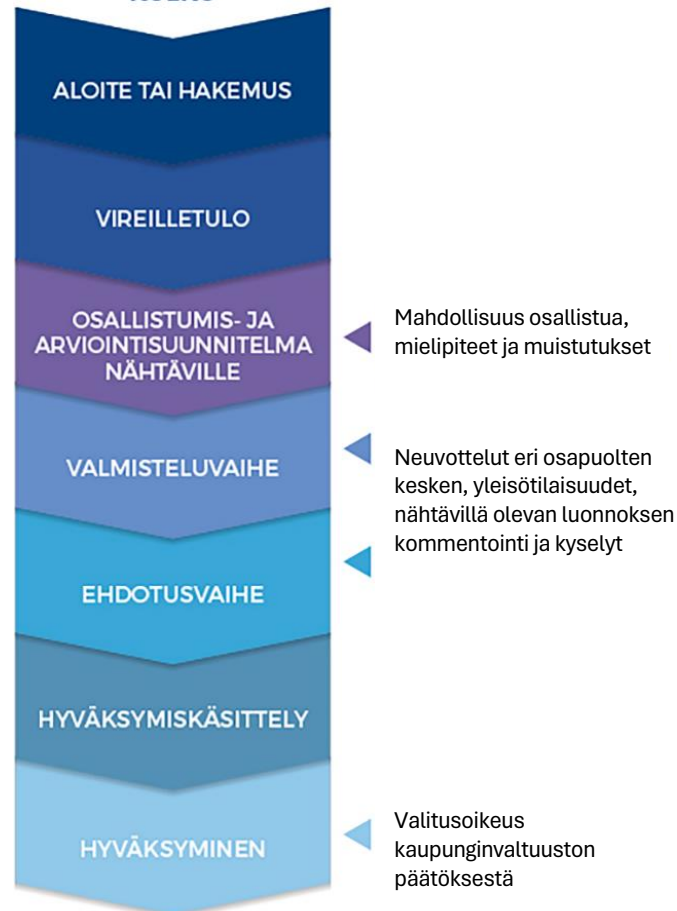 ALOITE TAI HAKEMUS
VIREILLETULO
OSALLISTUMIS- JA
ARVIOINTISUUNNITELMA
NÄHTÄVILLE
Mahdollisuus osallistua,
mielipiteet ja muistutukset
VALMISTELUVAIHE
Neuvottelut eri osapuolten
kesken, yleisötilaisuudet,
nähtävillä olevan luonnoksen
kommentointi ja kyselyt
EHDOTUSVAIHE
HYVÄKSYMISKÄSITTELY
HYVÄKSYMINEN
Valitusoikeus
kaupunginvaltuuston
päätöksestä